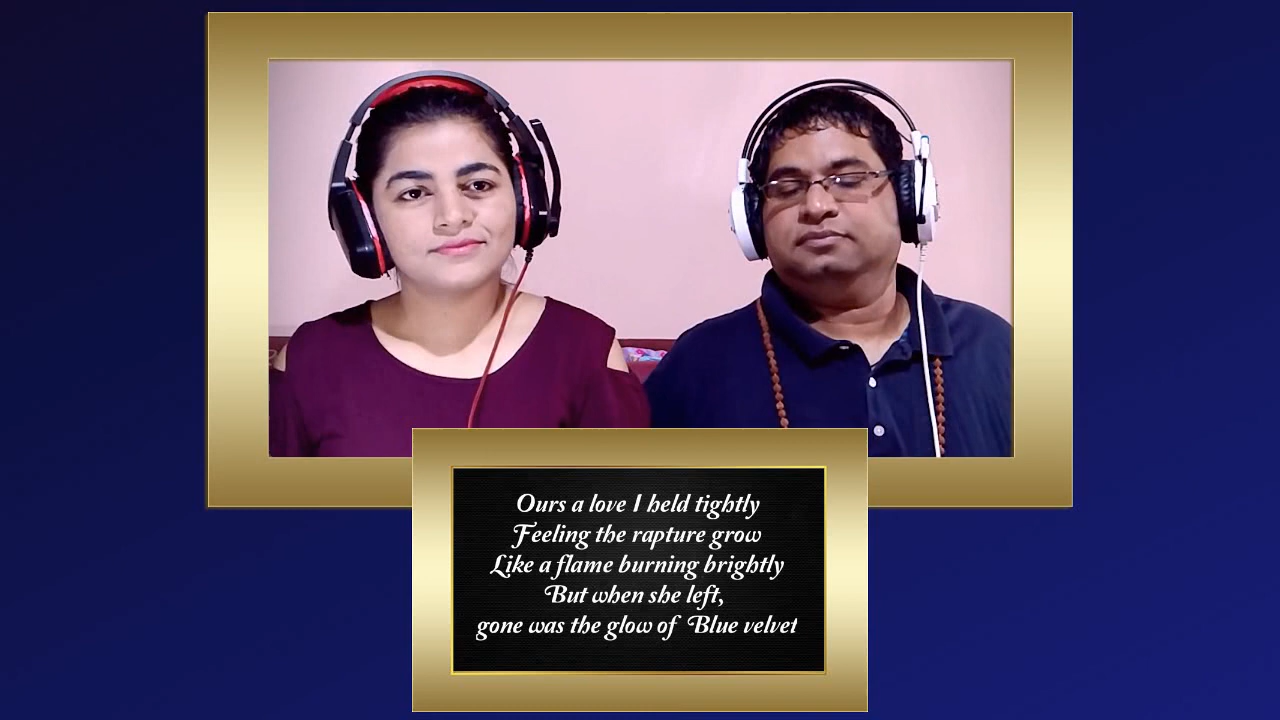 Ours a love I held tightly
Feeling the rapture grow
Like a flame burning brightly
But when she left,
gone was the glow of Blue velvet